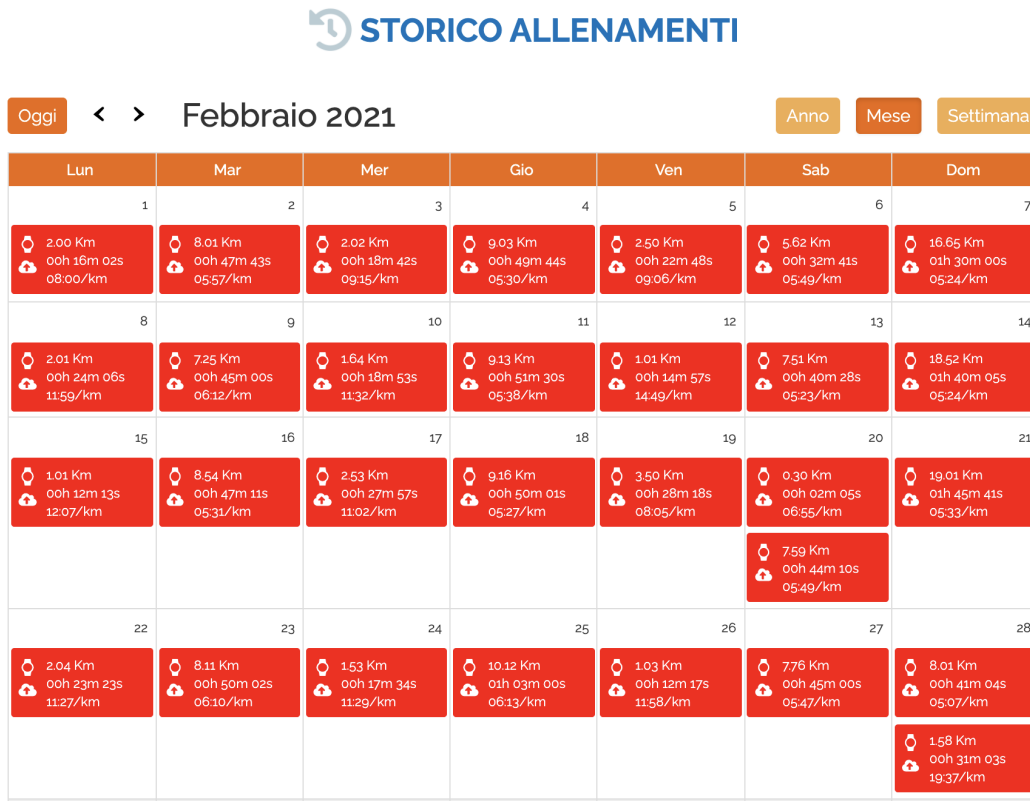 STORICO ALLENAMENTI
Oggi
Febbraio 2021
Anno
Mese
Settimana
Lun
Mar
Mer
Gio
Ven
Sab
Dom
1
2.00 Km
00h 16m 02s
08:00/km
2
8.01 Km
00h 47m 43s
05:57/km
3
2.02 Km
00h 18m 42s
09:15/km
4
9.03 Km
00h 49m 44s
05:30/km
5
2.50 Km
00h 22m 48s
09:06/km
6
5.62 Km
00h 32m 41s
05:49/km
7
16.65 Km
01h 30m 00s
05:24/km
8
2.01 Km
00h 24m 06s
11:59/km
9
7.25 Km
00h 45m 00s
06:12/km
10
1.64 Km
00h 18m 53s
11:32/km
11
9.13 Km
00h 51m 30s
05:38/km
12
1.01 Km
00h 14m 57s
14:49/km
13
7.51 Km
00h 40m 28s
05:23/km
14
18.52 Km
01h 40m 05s
05:24/km
15
1.01 Km
00h 12m 13s
12:07/km
16
8.54 Km
00h 47m 11s
05:31/km
17
2.53 Km
00h 27m 57s
11:02/km
18
9.16 Km
00h 50m 01s
05:27/km
19
3.50 Km
00h 28m 18s
08:05/km
20
0.30 Km
00h 02m 05s
06:55/km
7.59 Km
00h 44m 10s
05:49/km
21
19.01 Km
01h 45m 41s
05:33/km
22
2.04 Km
00h 23m 23s
11:27/km
23
8.11 Km
00h 50m 02s
06:10/km
24
1.53 Km
00h 17m 34s
11:29/km
25
10.12 Km
01h 03m 00s
06:13/km
26
1.03 Km
00h 12m 17s
11:58/km
27
7.76 Km
00h 45m 00s
05:47/km
28
8.01 Km
00h 41m 04s
05:07/km
1.58 Km
00h 31m 03s
19:37/km